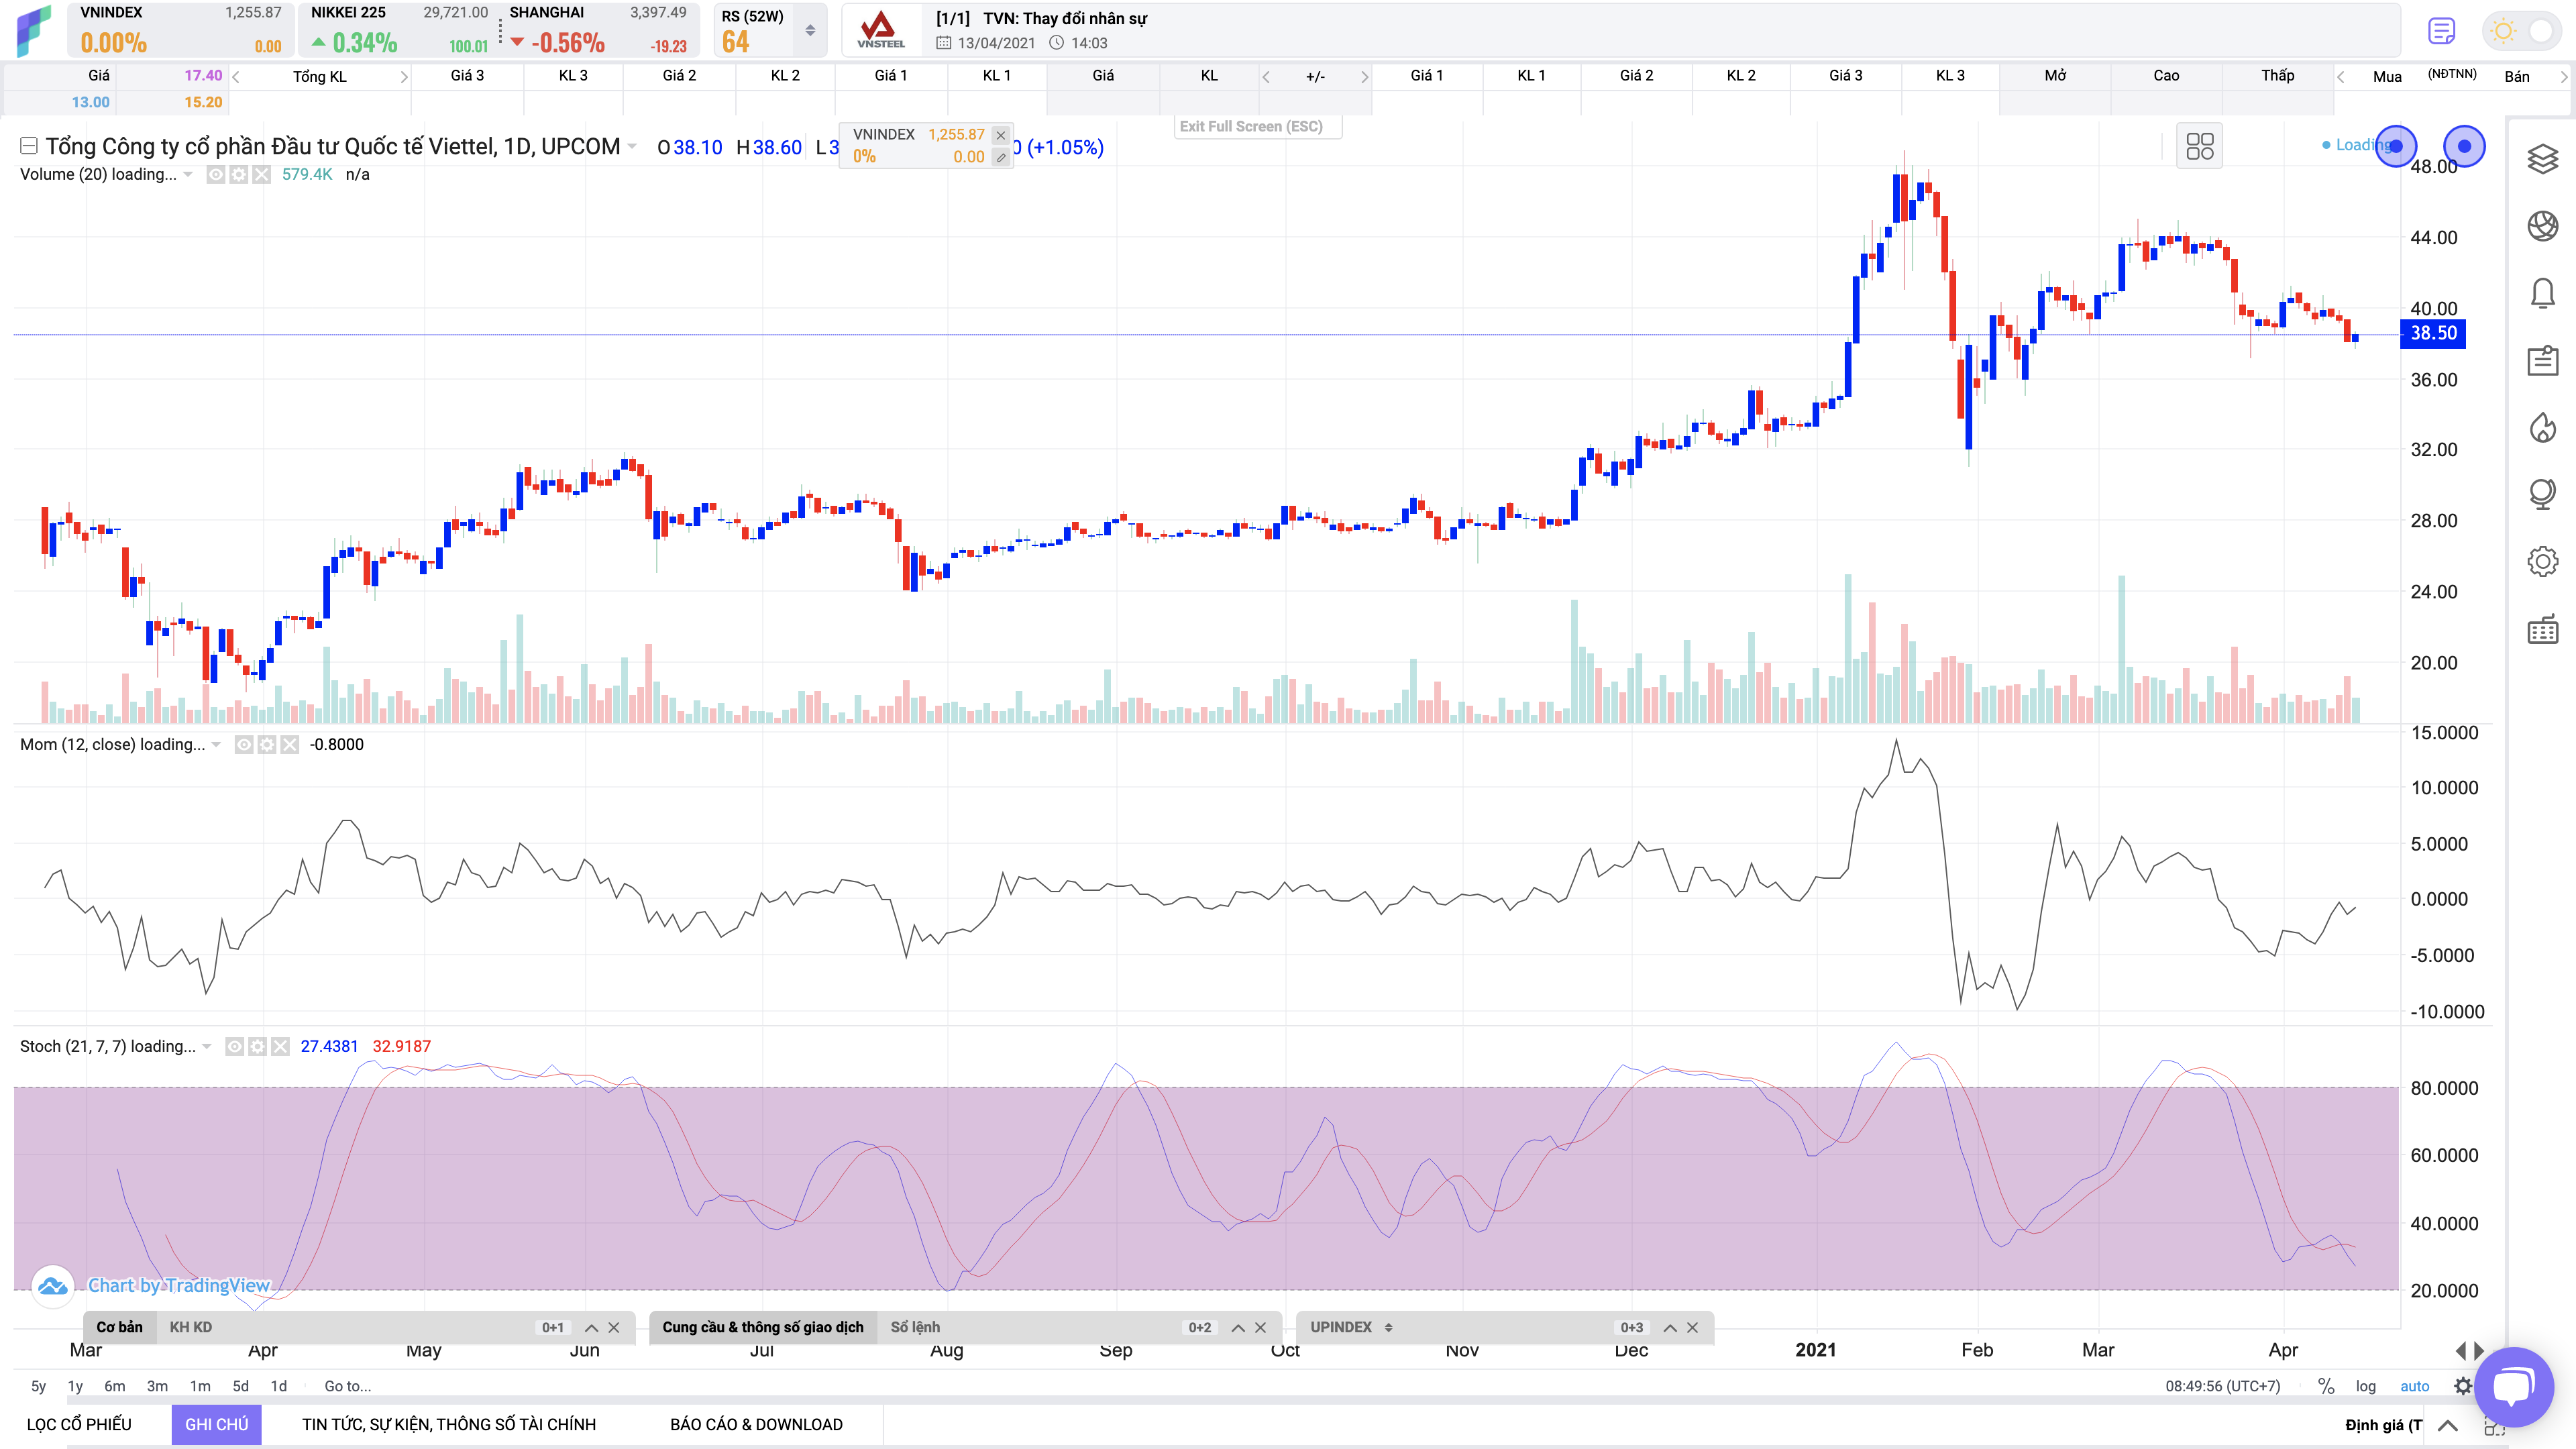 VNINDEX 1,255.87
0.00% 0.00
NIKKEI 225 29,721.00
0.34% 100.01
SHANGHAI 3,397.49
-0.56% -19.23
RS (52W)
64
VNSTEEL
[1/1] TVN: Thay đổi nhân sự
13/04/2021 14:03
Giá 17.40 Tổng KL Giá 3 KL 3 Giá 2 KL 2 Giá 1 KL 1 Giá KL +/- Giá 1 KL 1 Giá 2 KL 2 Giá 3 KL 3 Mở Cao Thấp Mua (NĐTNN) Bán
13.00 15.20
Exit Full Screen (ESC)
Tổng Công ty cổ phần Đầu tư Quốc tế Viettel, 1D, UPCOM O38.10 H38.60 L3 0 (+1.05%)
VNINDEX 1,255.87
0% 0.00
Loading
Volume (20) loading... 579.4K n/a
48.00
44.00
40.00
38.50
36.00
32.00
28.00
24.00
20.00
Mom (12, close) loading... -0.8000
15.0000
10.0000
5.0000
0.0000
-5.0000
-10.0000
Stoch (21, 7, 7) loading... 27.4381 32.9187
80.0000
60.0000
40.0000
20.0000
Chart by TradingView
Cơ bản KH KD 0+1
Cung cầu & thông số giao dịch Sổ lệnh 0+2
UPINDEX 0+3
Mar Apr May Jun Jul Aug Sep Oct Nov Dec 2021 Feb Mar Apr
5y 1y 6m 3m 1m 5d 1d Go to... 08:49:56 (UTC+7) % log auto
LỌC CỔ PHIẾU GHI CHÚ TIN TỨC, SỰ KIỆN, THÔNG SỐ TÀI CHÍNH BÁO CÁO & DOWNLOAD Định giá (T